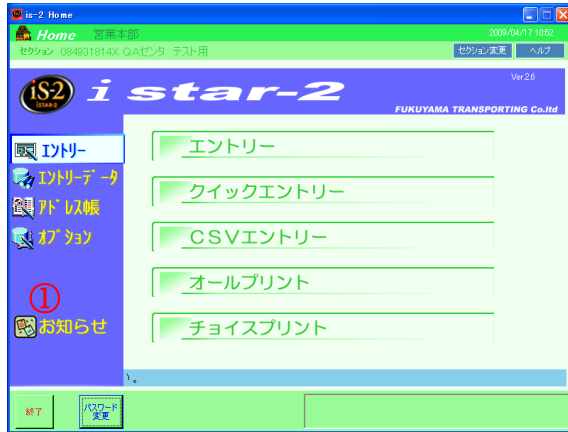 is-2 Home
Home 営業本部
2009/04/17 10:52
セクション 084931814X QAセンタ テスト用
セクション変更 ヘルプ
Ver.2.6
iS-2
iSTAR-2
i star-2
FUKUYAMA TRANSPORTING Co.ltd
エントリー
エントリーデータ
アドレス帳
オプション
①
お知らせ
エントリー
クイックエントリー
CSVエントリー
オールプリント
チョイスプリント
終了
パスワード
変更